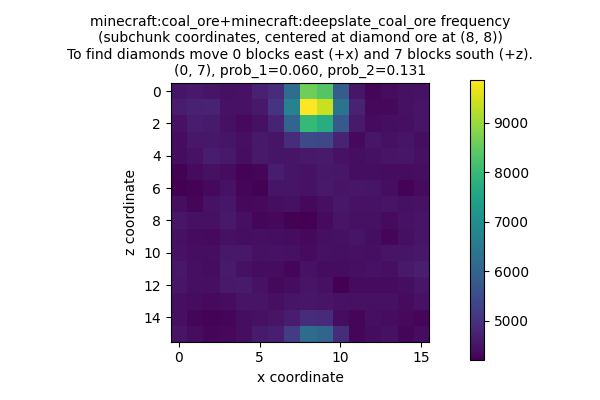 minecraft:coal_ore+minecraft:deepslate_coal_ore frequency
(subchunk coordinates, centered at diamond ore at (8, 8))
To find diamonds move 0 blocks east (+x) and 7 blocks south (+z).
(0, 7), prob_1=0.060, prob_2=0.131
0
2
4
6
8
10
12
14
z coordinate
0
5
10
15
x coordinate
9000
8000
7000
6000
5000